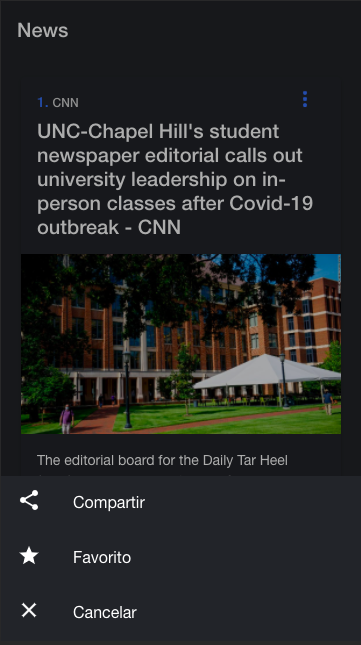 News
1. CNN
UNC-Chapel Hill's student
newspaper editorial calls out
university leadership on in-
person classes after Covid-19
outbreak - CNN
The editorial board for the Daily Tar Heel
Compartir
Favorito
Cancelar